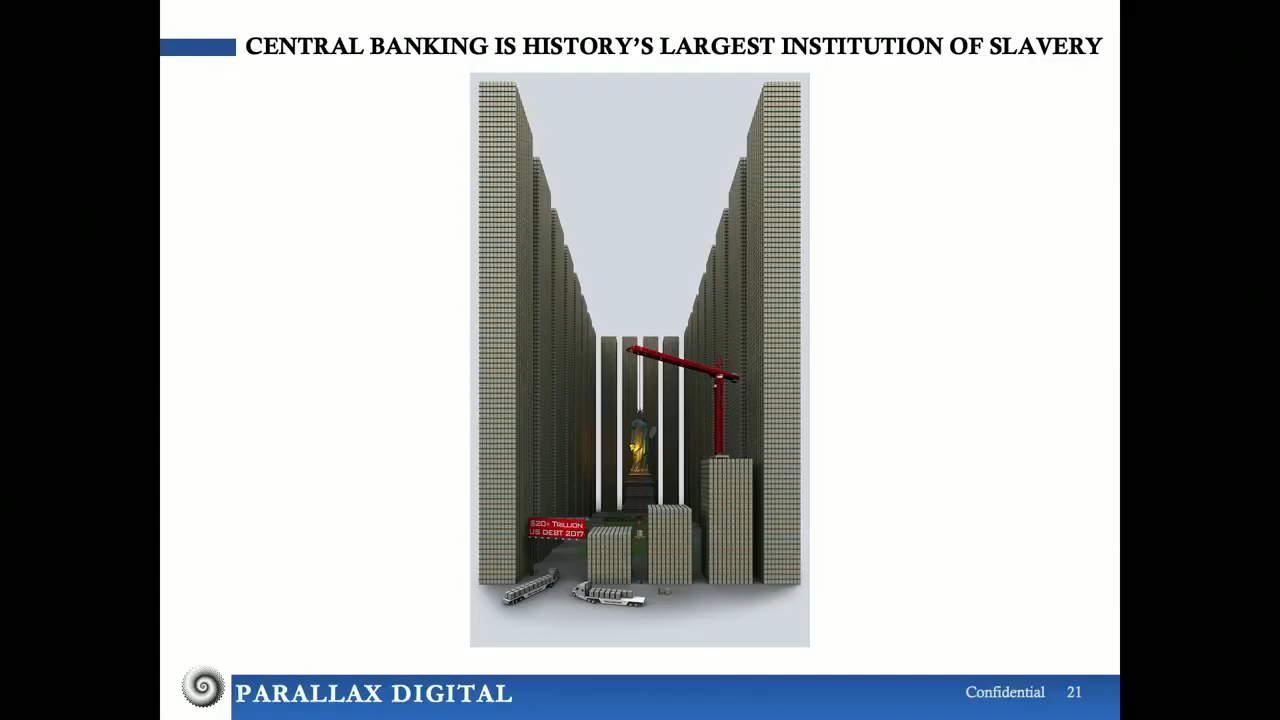 CENTRAL BANKING IS HISTORY’S LARGEST INSTITUTION OF SLAVERY
$20+ TRILLION
US DEBT 2017
PARALLAX DIGITAL
Confidential 21